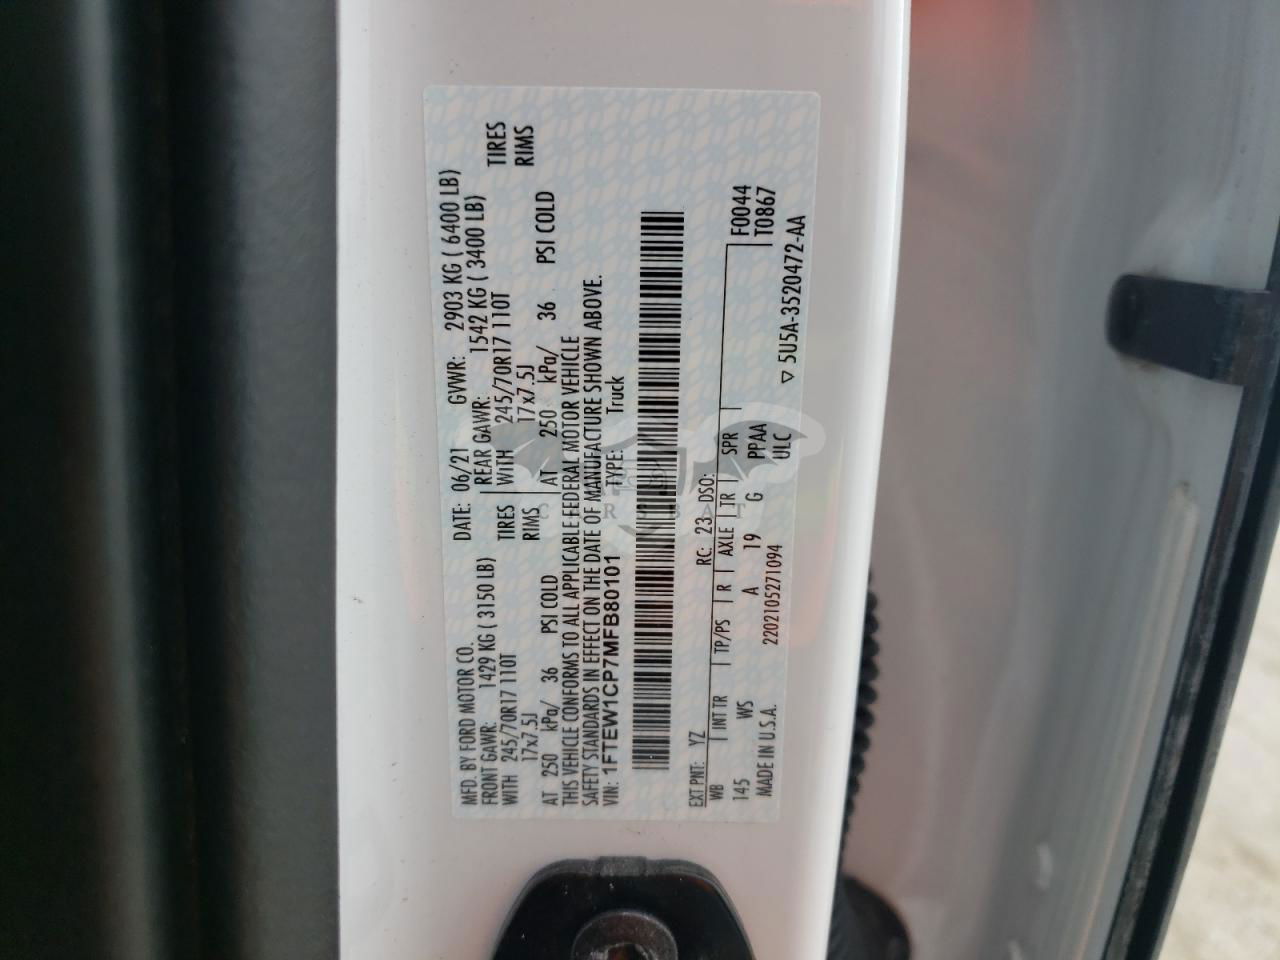 MFD. BY FORD MOTOR CO.
DATE: 06/21 GVWR: 2903 KG ( 6400 LB)
FRONT GAWR: 1429 KG ( 3150 LB) REAR GAWR: 1542 KG ( 3400 LB)
WITH 245/70R17 110T TIRES WITH 245/70R17 110T TIRES
17x7.5J RIMS 17x7.5J RIMS
AT 250 kPa/ 36 PSI COLD AT 250 kPa/ 36 PSI COLD
THIS VEHICLE CONFORMS TO ALL APPLICABLE FEDERAL MOTOR VEHICLE
SAFETY STANDARDS IN EFFECT ON THE DATE OF MANUFACTURE SHOWN ABOVE.
VIN: 1FTEW1CP7MFB80101 TYPE: Truck
EXT PNT: YZ RC: 23 DSO:
WB INT TR TP/PS R AXLE TR SPR F0044
145 WS A 19 G PPAA T0867
MADE IN U.S.A. 2202105271094 ULC
▽ 5U5A-3520472-AA